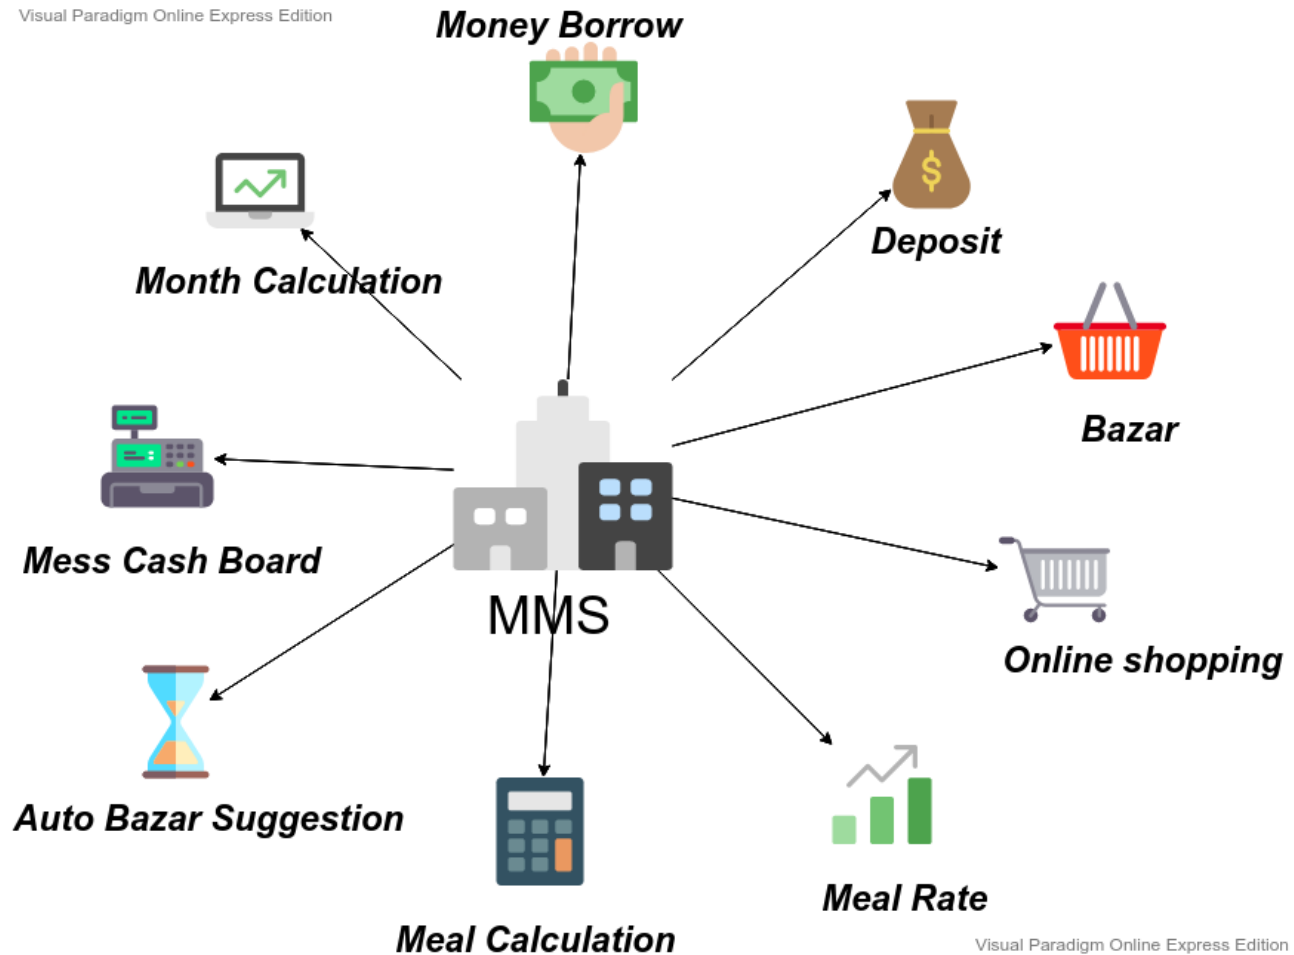 Visual Paradigm Online Express Edition
Money Borrow
Deposit
Month Calculation
Bazar
Mess Cash Board
MMS
Online shopping
Auto Bazar Suggestion
Meal Rate
Meal Calculation
Visual Paradigm Online Express Edition